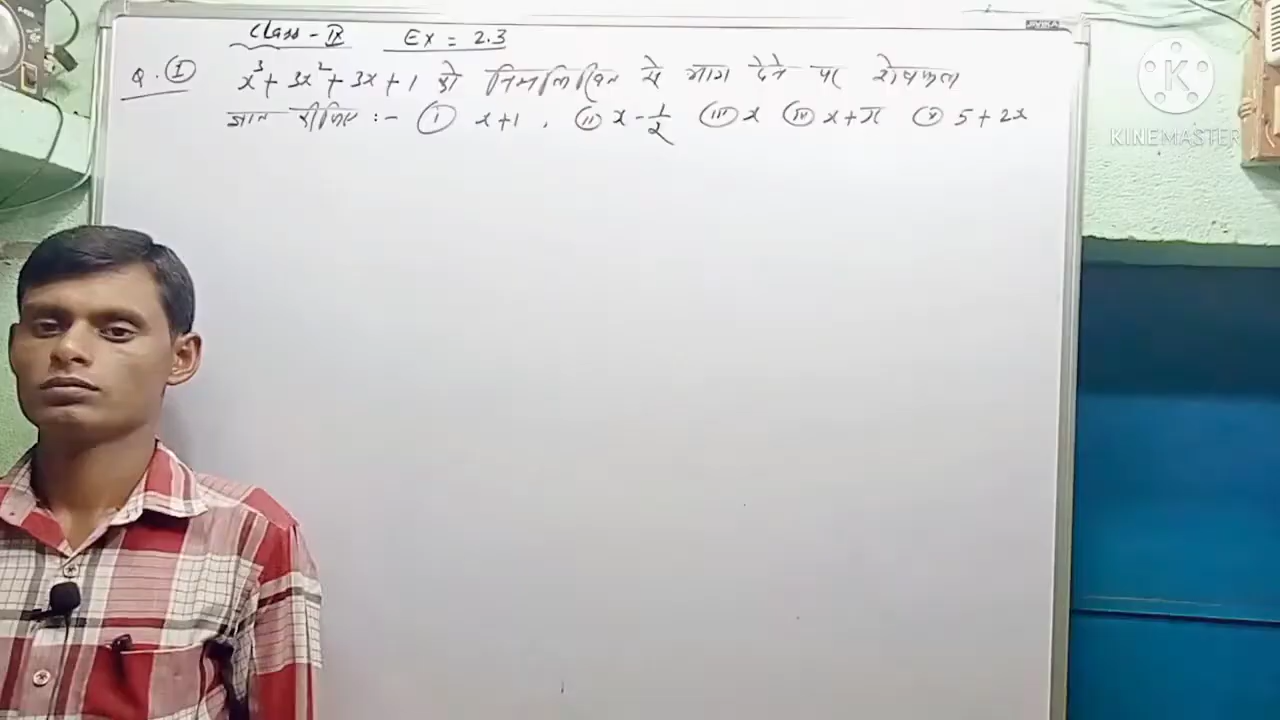 Class - IX Ex = 2.3
Q. (I) x³ + 3x² + 3x + 1 को निम्नलिखित से भाग देने पर शेषफल
ज्ञात कीजिए :- (i) x+1 , (ii) x - 1/2 (iii) x (iv) x + π (v) 5 + 2x
JIVIKA
K
KINEMASTER